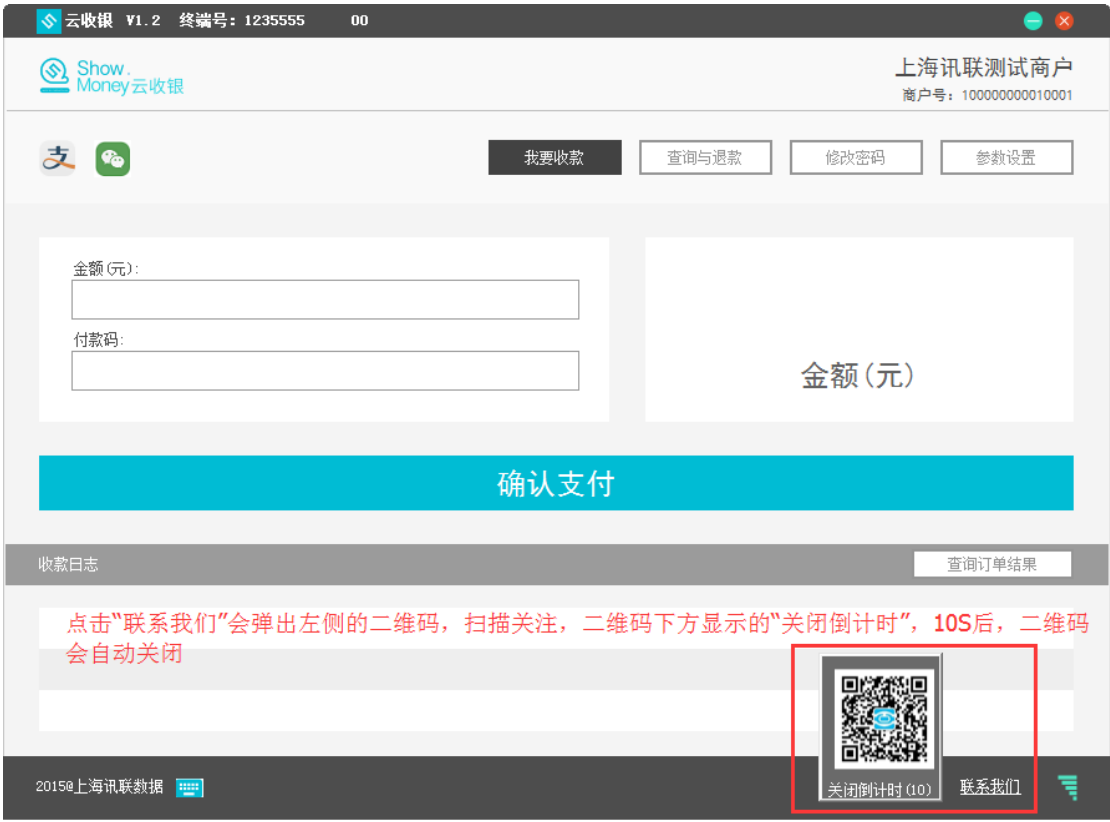 云收银 V1.2 终端号：1235555 00
Show.
Money云收银
上海讯联测试商户
商户号：100000000010001
支
我要收款
查询与退款
修改密码
参数设置
金额(元):
付款码:
金额(元)
确认支付
收款日志
查询订单结果
点击“联系我们”会弹出左侧的二维码，扫描关注，二维码下方显示的“关闭倒计时”，10S后，二维码
会自动关闭
2015@上海讯联数据
关闭倒计时(10)
联系我们